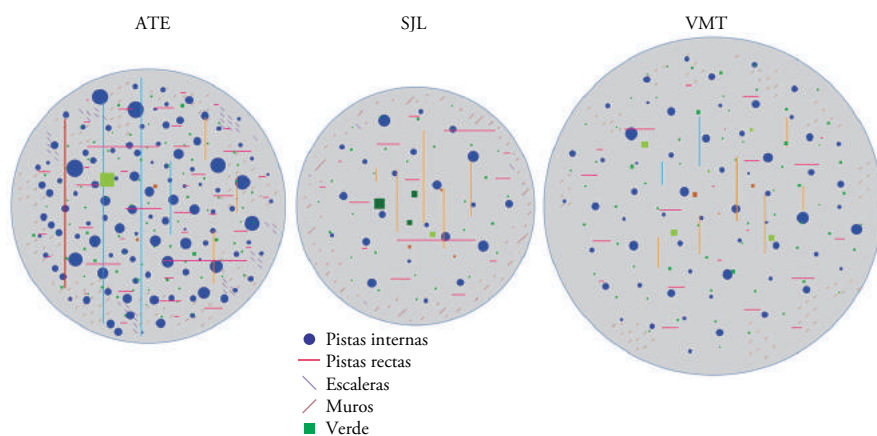 ATE
SJL
VMT
Pistas internas
Pistas rectas
Escaleras
Muros
Verde